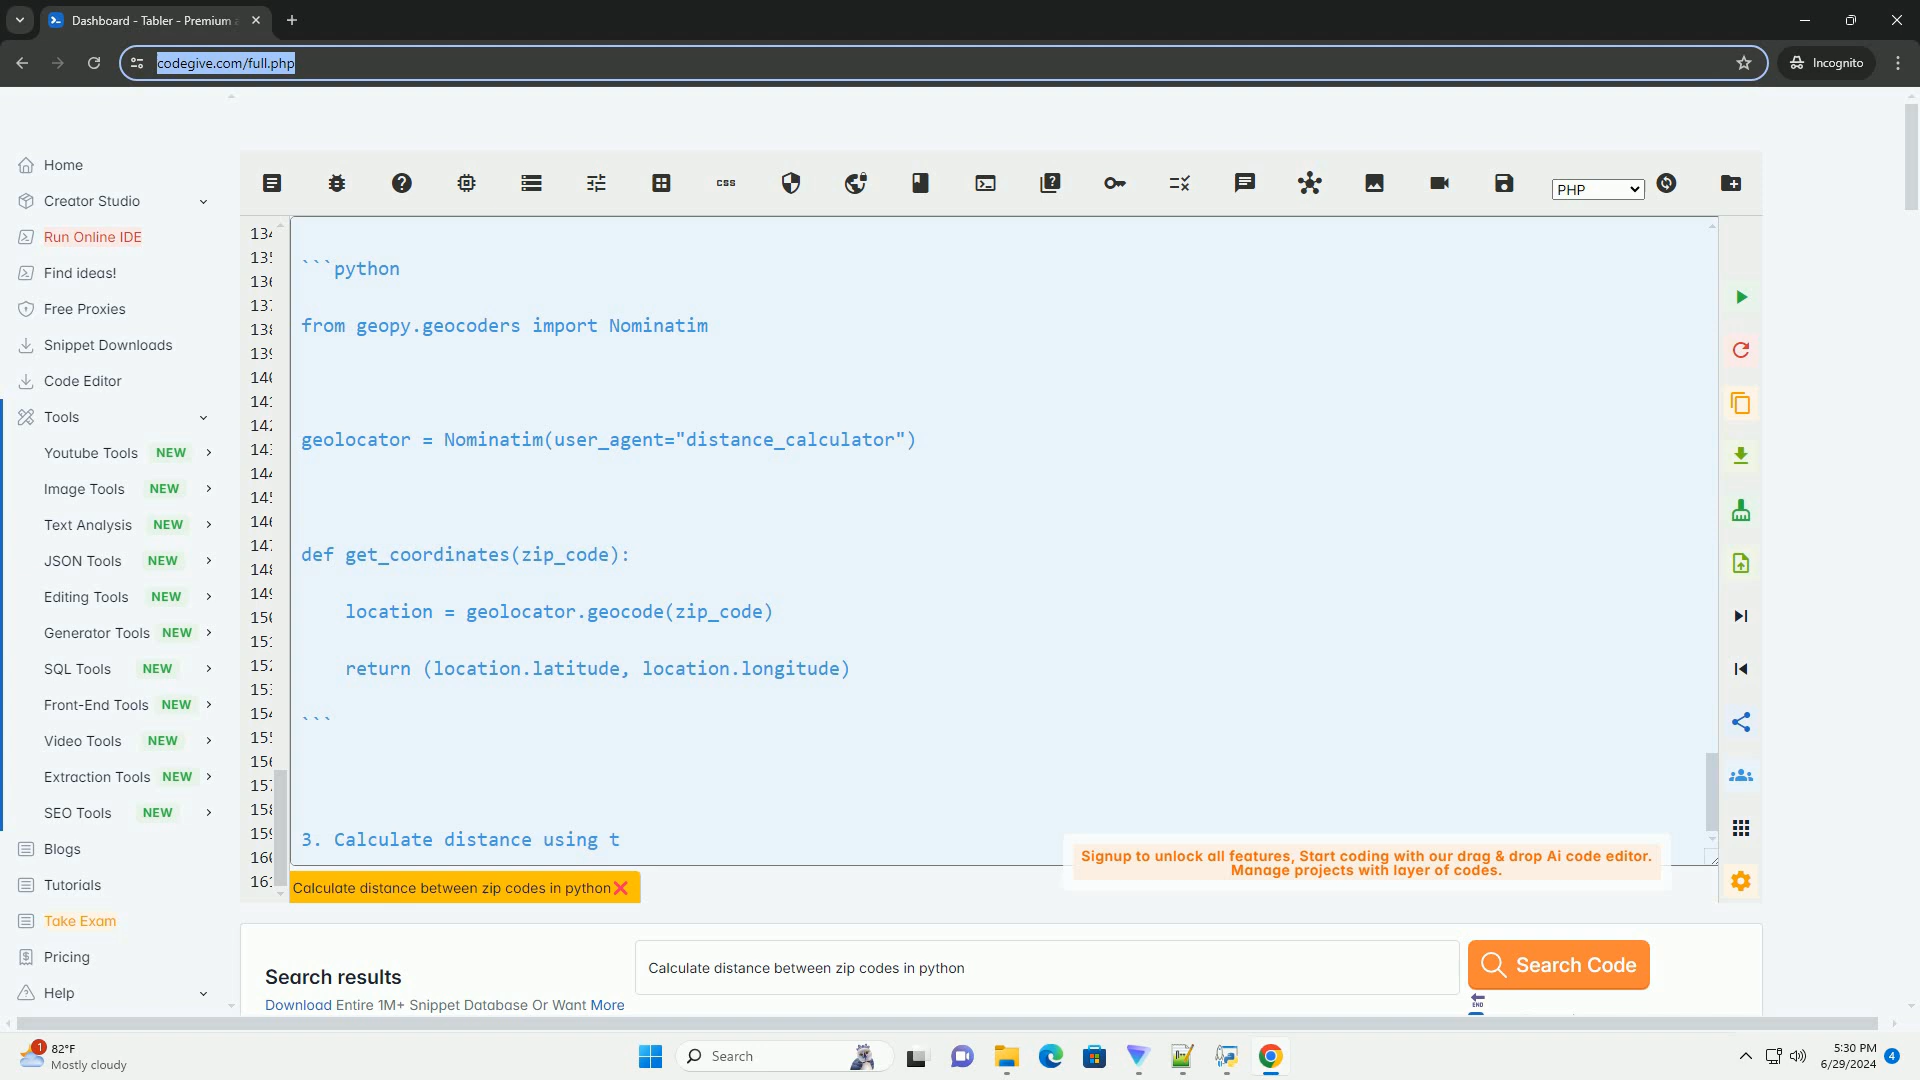 Dashboard - Tabler - Premium
codegive.com/full.php
Incognito
Home
Creator Studio
Run Online IDE
Find ideas!
Free Proxies
Snippet Downloads
Code Editor
Tools
Youtube Tools NEW
Image Tools NEW
Text Analysis NEW
JSON Tools NEW
Editing Tools NEW
Generator Tools NEW
SQL Tools NEW
Front-End Tools NEW
Video Tools NEW
Extraction Tools NEW
SEO Tools NEW
Blogs
Tutorials
Take Exam
Pricing
Help
css
PHP
```python
from geopy.geocoders import Nominatim
geolocator = Nominatim(user_agent="distance_calculator")
def get_coordinates(zip_code):
location = geolocator.geocode(zip_code)
return (location.latitude, location.longitude)
```
3. Calculate distance using t
Signup to unlock all features, Start coding with our drag & drop Ai code editor.
Manage projects with layer of codes.
Calculate distance between zip codes in python
Search results
Calculate distance between zip codes in python
Search Code
Download Entire 1M+ Snippet Database Or Want More
END
1
82°F
Mostly cloudy
Search
5:30 PM
6/29/2024
4